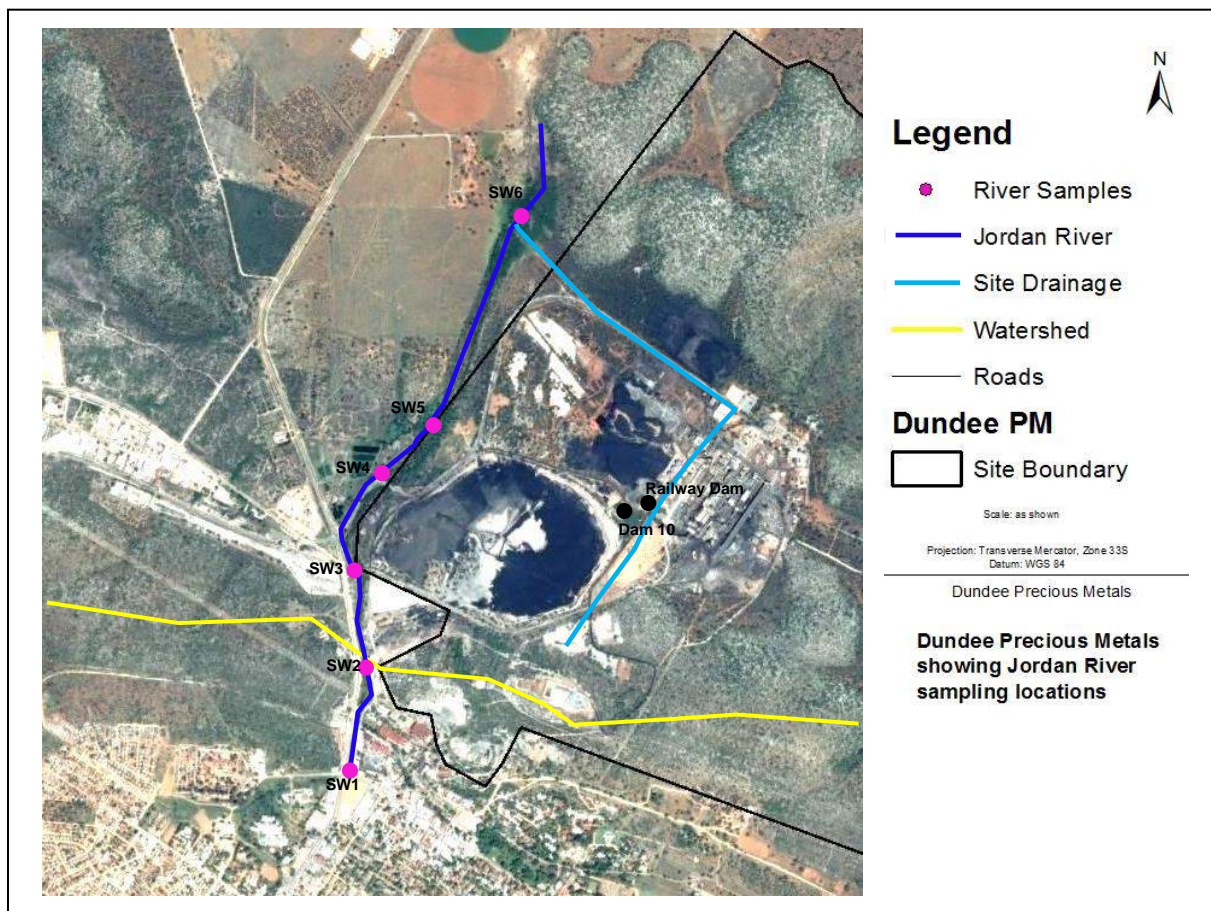 SW6
SW5
SW4
Railway Dam
Dam 10
SW3
SW2
SW1
N
Legend
River Samples
Jordan River
Site Drainage
Watershed
Roads
Dundee PM
Site Boundary
Scale: as shown
Projection: Transverse Mercator, Zone 33S
Datum: WGS 84
Dundee Precious Metals
Dundee Precious Metals
showing Jordan River
sampling locations